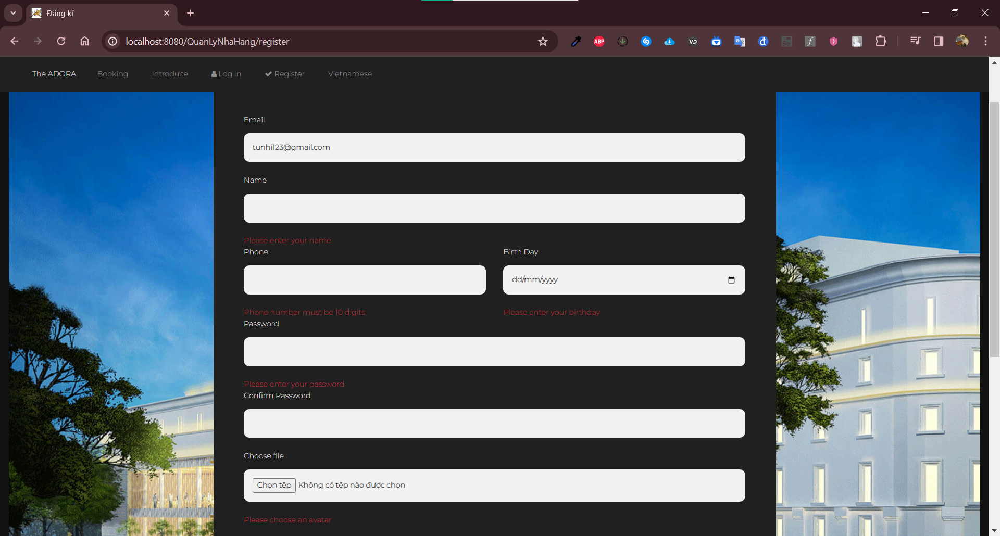 Đăng kí
localhost:8080/QuanLyNhaHang/register
ABP
The ADORA Booking Introduce Log in Register Vietnamese
Email
tunhi123@gmail.com
Name
Please enter your name
Phone Birth Day
dd/mm/yyyy
Phone number must be 10 digits Please enter your birthday
Password
Please enter your password
Confirm Password
Choose file
Chọn tệp Không có tệp nào được chọn
Please choose an avatar